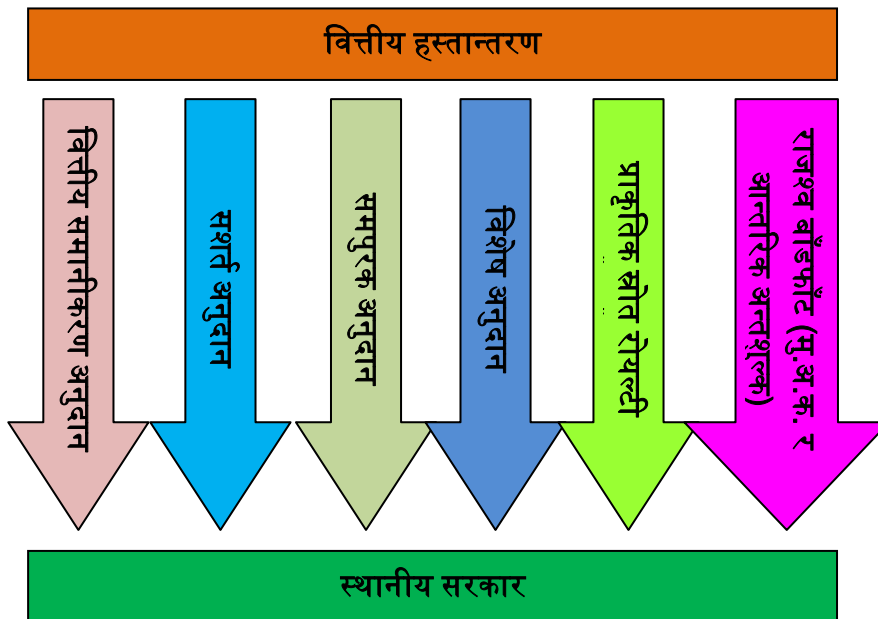 वित्तीय हस्तान्तरण
वित्तीय समानीकरण अनुदान
सशर्त अनुदान
समपुरक अनुदान
विशेष अनुदान
प्राकृतिक स्रोत रोयल्टी
राजश्व बाँडफाँट (मु.अ.क. र
आन्तरिक अन्तशुल्क)
स्थानीय सरकार